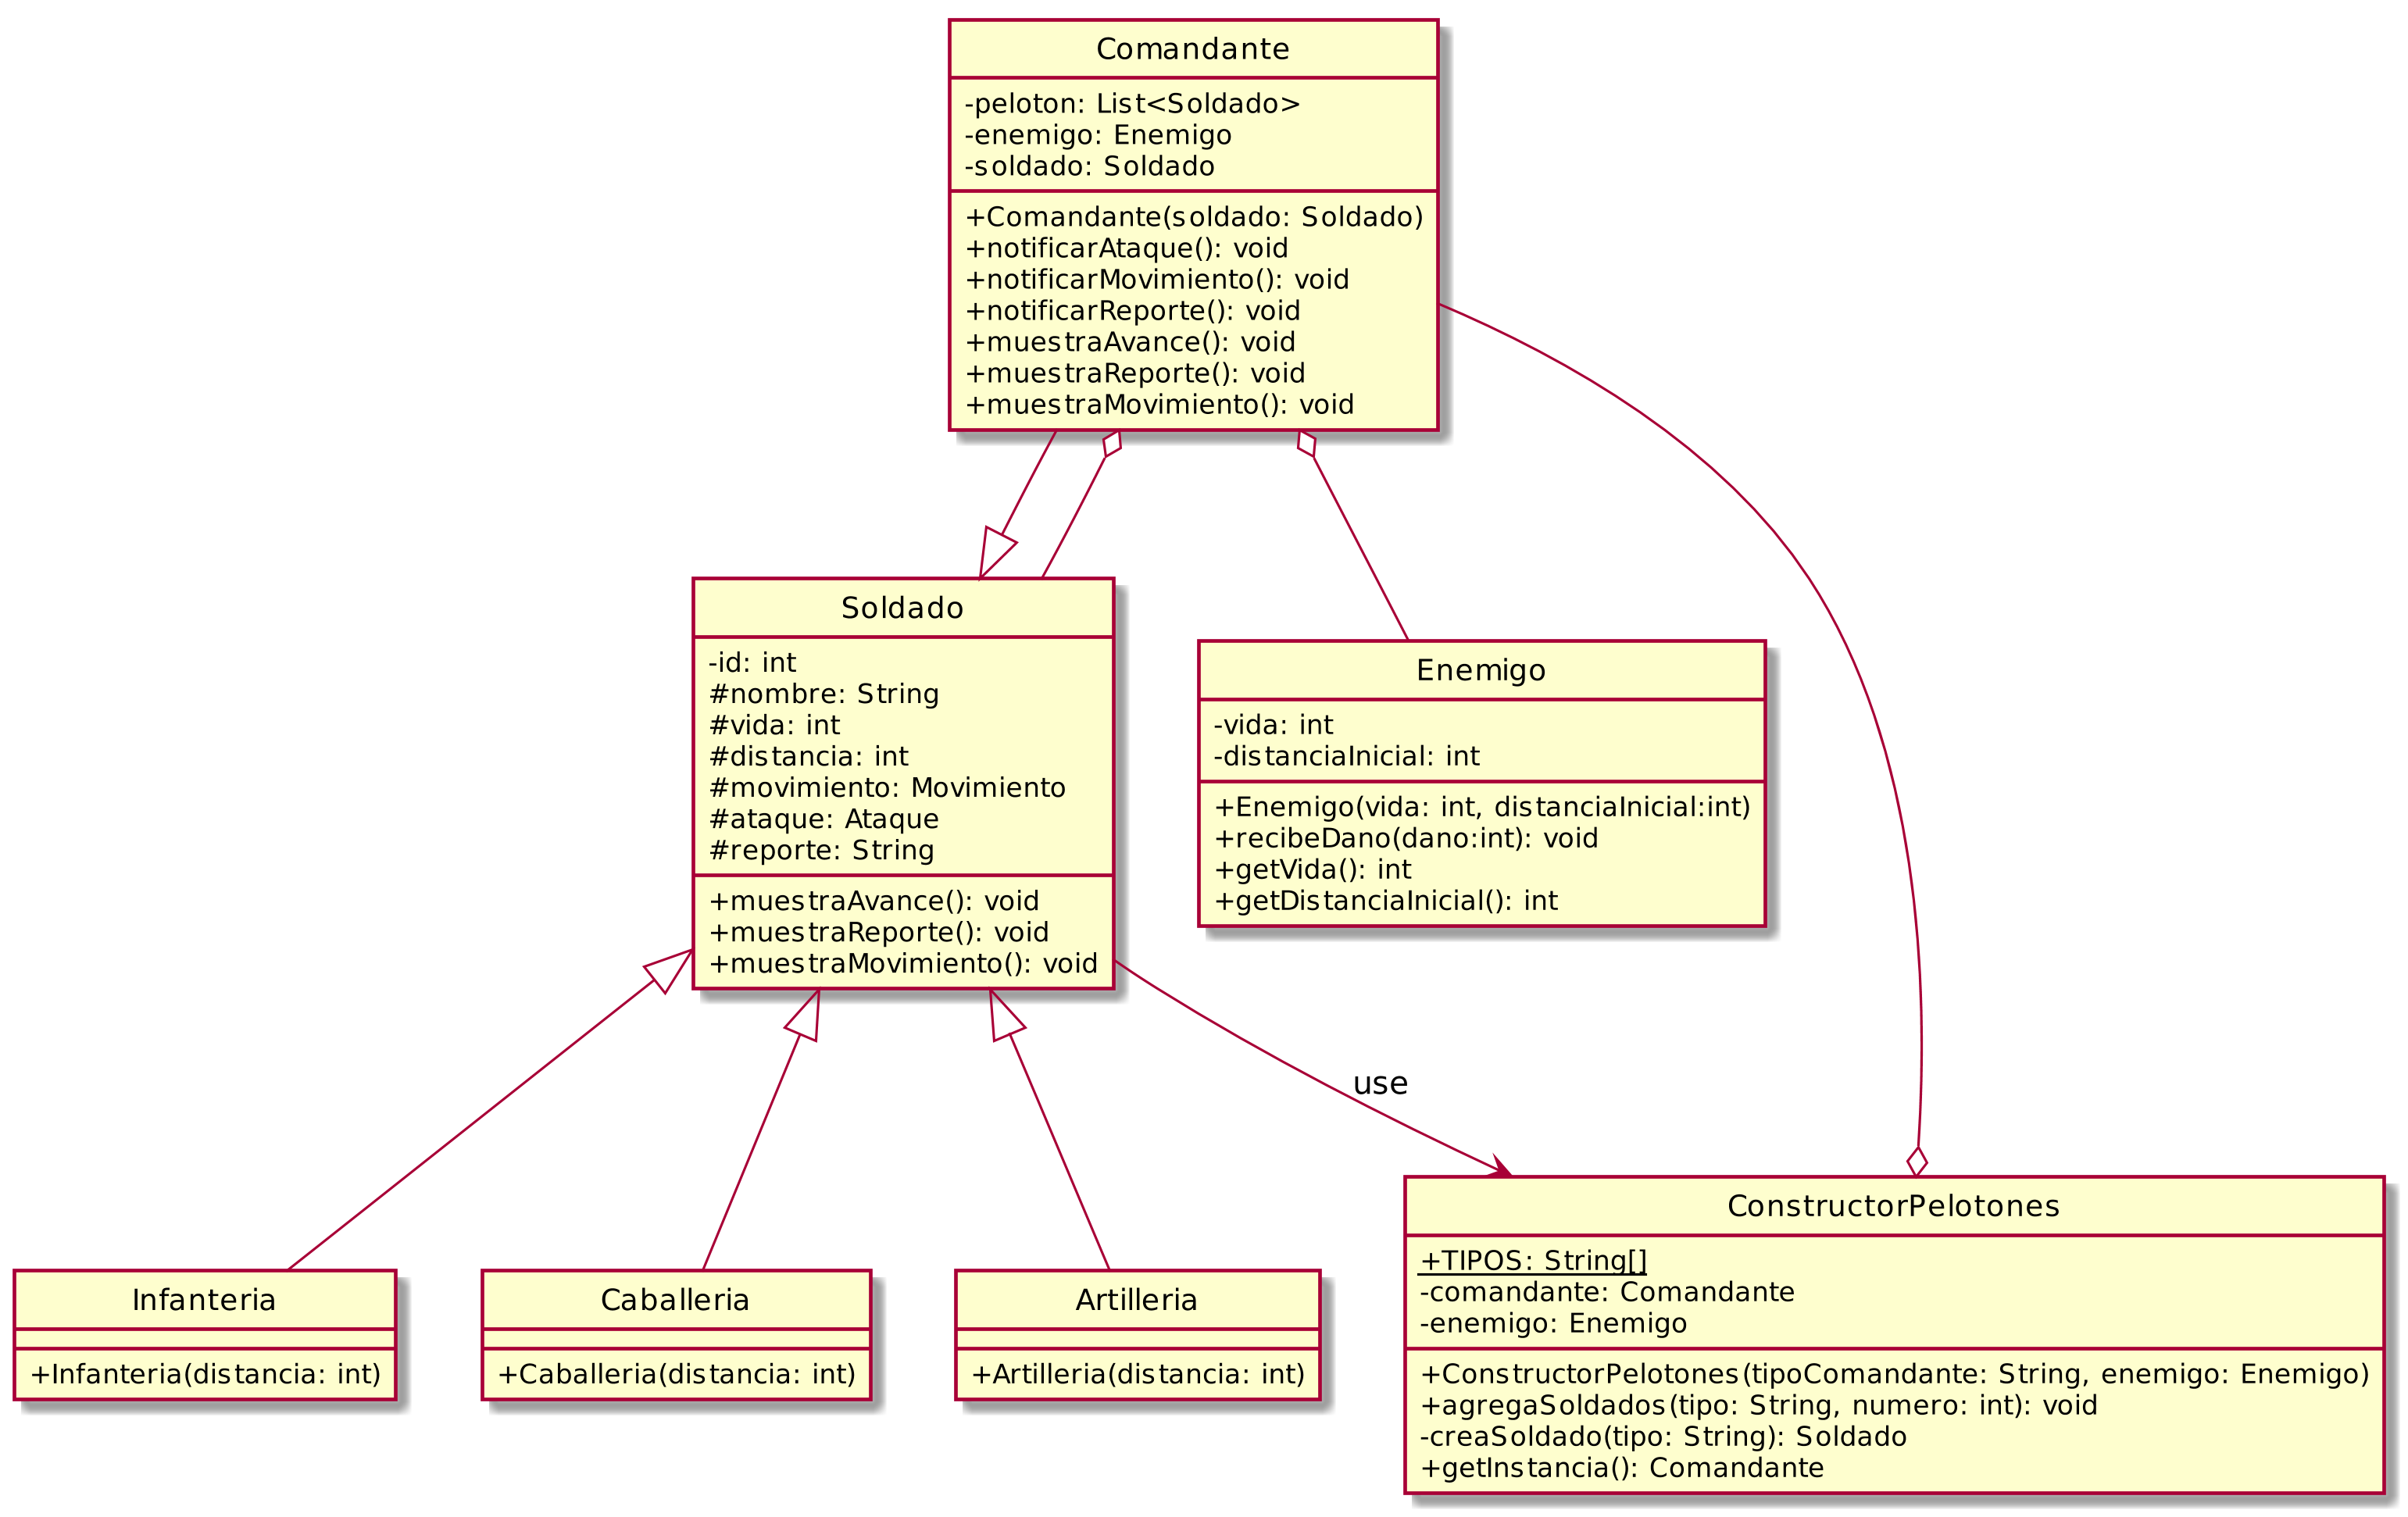 Comandante
-peloton: List<Soldado>
-enemigo: Enemigo
-soldado: Soldado
+Comandante(soldado: Soldado)
+notificarAtaque(): void
+notificarMovimiento(): void
+notificarReporte(): void
+muestraAvance(): void
+muestraReporte(): void
+muestraMovimiento(): void
Soldado
-id: int
#nombre: String
#vida: int
#distancia: int
#movimiento: Movimiento
#ataque: Ataque
#reporte: String
+muestraAvance(): void
+muestraReporte(): void
+muestraMovimiento(): void
Enemigo
-vida: int
-distanciaInicial: int
+Enemigo(vida: int, distanciaInicial:int)
+recibeDano(dano:int): void
+getVida(): int
+getDistanciaInicial(): int
use
Infanteria
+Infanteria(distancia: int)
Caballeria
+Caballeria(distancia: int)
Artilleria
+Artilleria(distancia: int)
ConstructorPelotones
+TIPOS: String[]
-comandante: Comandante
-enemigo: Enemigo
+ConstructorPelotones(tipoComandante: String, enemigo: Enemigo)
+agregaSoldados(tipo: String, numero: int): void
-creaSoldado(tipo: String): Soldado
+getInstancia(): Comandante